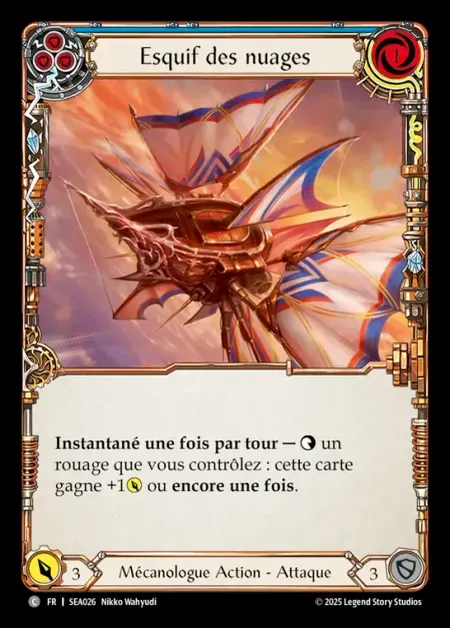 Esquif des nuages
1
Instantané une fois par tour — un
rouage que vous contrôlez : cette carte
gagne +1 ou encore une fois.
3 Mécanologue Action - Attaque 3
C FR | SEA026 Nikko Wahyudi © 2025 Legend Story Studios